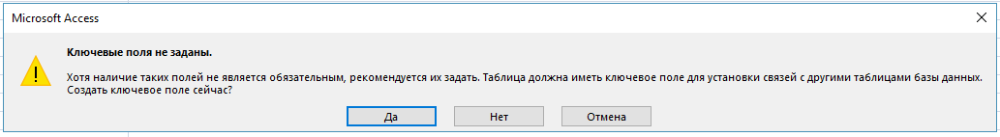 Microsoft Access
Ключевые поля не заданы.
Хотя наличие таких полей не является обязательным, рекомендуется их задать. Таблица должна иметь ключевое поле для установки связей с другими таблицами базы данных.
Создать ключевое поле сейчас?
Да
Нет
Отмена